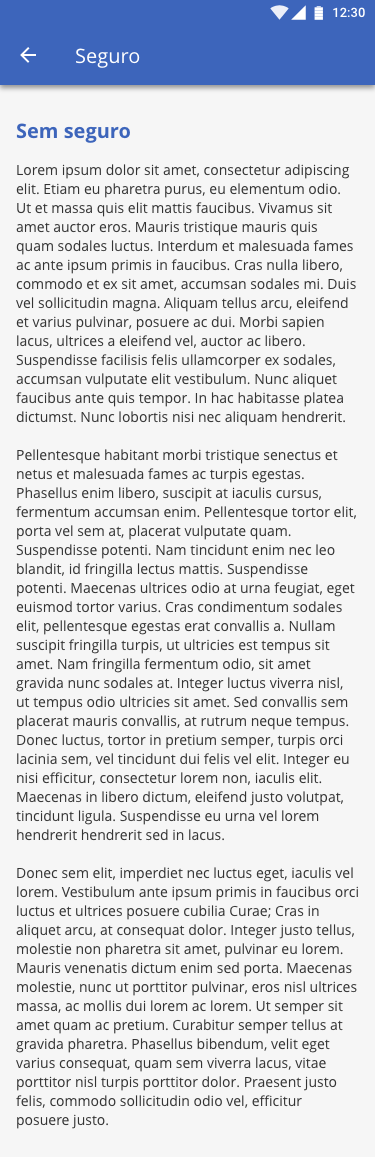 12:30
Seguro
Sem seguro
Lorem ipsum dolor sit amet, consectetur adipiscing
elit. Etiam eu pharetra purus, eu elementum odio.
Ut et massa quis elit mattis faucibus. Vivamus sit
amet auctor eros. Mauris tristique mauris quis
quam sodales luctus. Interdum et malesuada fames
ac ante ipsum primis in faucibus. Cras nulla libero,
commodo et ex sit amet, accumsan sodales mi. Duis
vel sollicitudin magna. Aliquam tellus arcu, eleifend
et varius pulvinar, posuere ac dui. Morbi sapien
lacus, ultrices a eleifend vel, auctor ac libero.
Suspendisse facilisis felis ullamcorper ex sodales,
accumsan vulputate elit vestibulum. Nunc aliquet
faucibus ante quis tempor. In hac habitasse platea
dictumst. Nunc lobortis nisi nec aliquam hendrerit.
Pellentesque habitant morbi tristique senectus et
netus et malesuada fames ac turpis egestas.
Phasellus enim libero, suscipit at iaculis cursus,
fermentum accumsan enim. Pellentesque tortor elit,
porta vel sem at, placerat vulputate quam.
Suspendisse potenti. Nam tincidunt enim nec leo
blandit, id fringilla lectus mattis. Suspendisse
potenti. Maecenas ultrices odio at urna feugiat, eget
euismod tortor varius. Cras condimentum sodales
elit, pellentesque egestas erat convallis a. Nullam
suscipit fringilla turpis, ut ultricies est tempus sit
amet. Nam fringilla fermentum odio, sit amet
gravida nunc sodales at. Integer luctus viverra nisl,
ut tempus odio ultricies sit amet. Sed convallis sem
placerat mauris convallis, at rutrum neque tempus.
Donec luctus, tortor in pretium semper, turpis orci
lacinia sem, vel tincidunt dui felis vel elit. Integer eu
nisi efficitur, consectetur lorem non, iaculis elit.
Maecenas in libero dictum, eleifend justo volutpat,
tincidunt ligula. Suspendisse eu urna vel lorem
hendrerit hendrerit sed in lacus.
Donec sem elit, imperdiet nec luctus eget, iaculis vel
lorem. Vestibulum ante ipsum primis in faucibus orci
luctus et ultrices posuere cubilia Curae; Cras in
aliquet arcu, at consequat dolor. Integer justo tellus,
molestie non pharetra sit amet, pulvinar eu lorem.
Mauris venenatis dictum enim sed porta. Maecenas
molestie, nunc ut porttitor pulvinar, eros nisl ultrices
massa, ac mollis dui lorem ac lorem. Ut semper sit
amet quam ac pretium. Curabitur semper tellus at
gravida pharetra. Phasellus bibendum, velit eget
varius consequat, quam sem viverra lacus, vitae
porttitor nisl turpis porttitor dolor. Praesent justo
felis, commodo sollicitudin odio vel, efficitur
posuere justo.